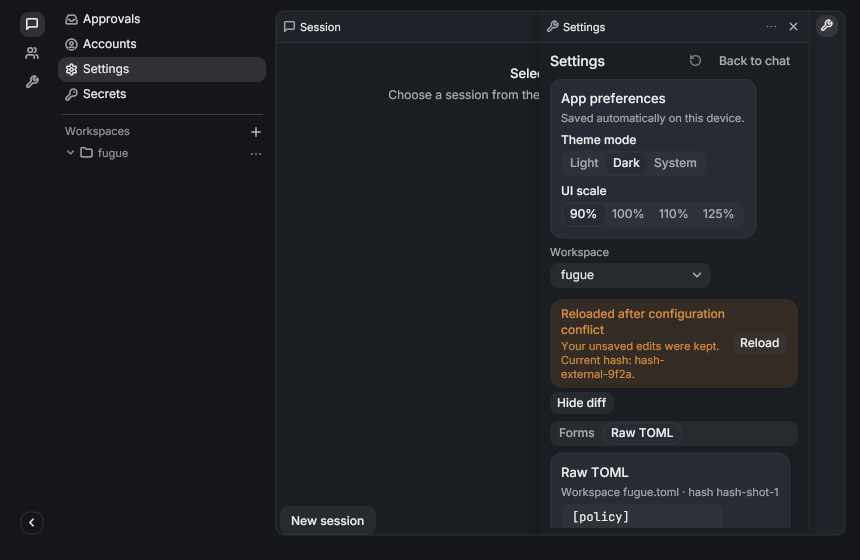 Approvals
Accounts
Settings
Secrets
Workspaces
fugue
Session
Selec
Choose a session from the
New session
Settings
Settings
Back to chat
App preferences
Saved automatically on this device.
Theme mode
Light Dark System
UI scale
90% 100% 110% 125%
Workspace
fugue
Reloaded after configuration
conflict
Your unsaved edits were kept.
Current hash: hash-
external-9f2a.
Reload
Hide diff
Forms Raw TOML
Raw TOML
Workspace fugue.toml · hash hash-shot-1
[policy]